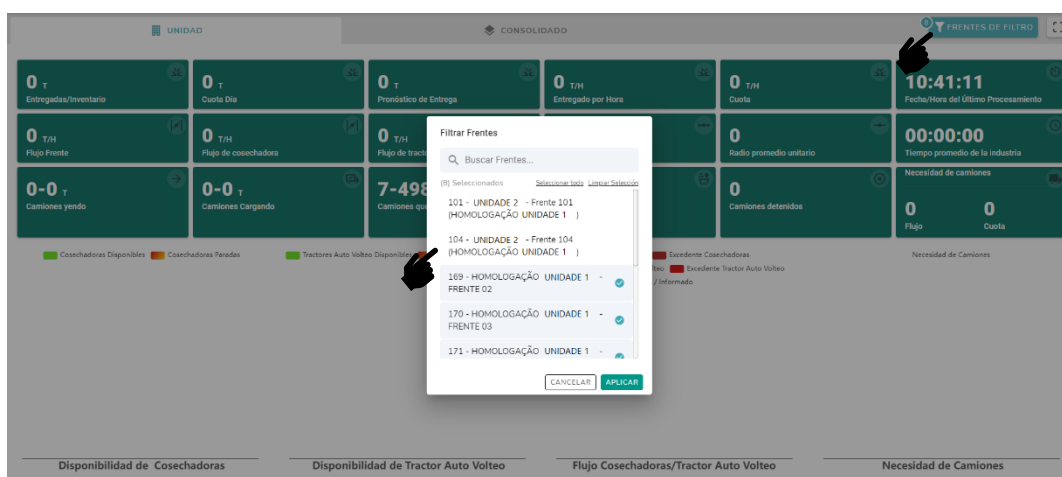 UNIDAD
CONSOLIDADO
8 FRENTES DE FILTRO
0 T
Entregadas/Inventario
0 T
Cuota Día
0 T
Pronóstico de Entrega
0 T/H
Entregado por Hora
0 T/H
Cuota
10:41:11
Fecha/Hora del Último Procesamiento
0 T/H
Flujo Frente
0 T/H
Flujo de cosechadora
0 T/H
Flujo de
0
Radio promedio unitario
00:00:00
Tiempo promedio de la industria
0-0 T
Camiones yendo
0-0 T
Camiones Cargando
7-498
Camiones
0
Camiones detenidos
Necesidad de camiones
0 0
Flujo Cuota
Filtrar Frentes
Buscar Frentes...
[8] Seleccionados Seleccionar todo Limpiar Selección
101 - UNIDADE 2 - Frente 101
(HOMOLOGAÇÃO UNIDADE 1 )
104 - UNIDADE 2 - Frente 104
(HOMOLOGAÇÃO UNIDADE 1 )
169 - HOMOLOGAÇÃO UNIDADE 1 -
FRENTE 02
170 - HOMOLOGAÇÃO UNIDADE 1 -
FRENTE 03
171 - HOMOLOGAÇÃO UNIDADE 1 -
CANCELAR APLICAR
Cosechadoras Disponibles Cosechadoras Paradas
Tractores Auto Volteo Disponibles
Excedente Cosechadoras
Excedente Tractor Auto Volteo
/ Informado
Necesidad de Camiones
Disponibilidad de Cosechadoras
Disponibilidad de Tractor Auto Volteo
Flujo Cosechadoras/Tractor Auto Volteo
Necesidad de Camiones